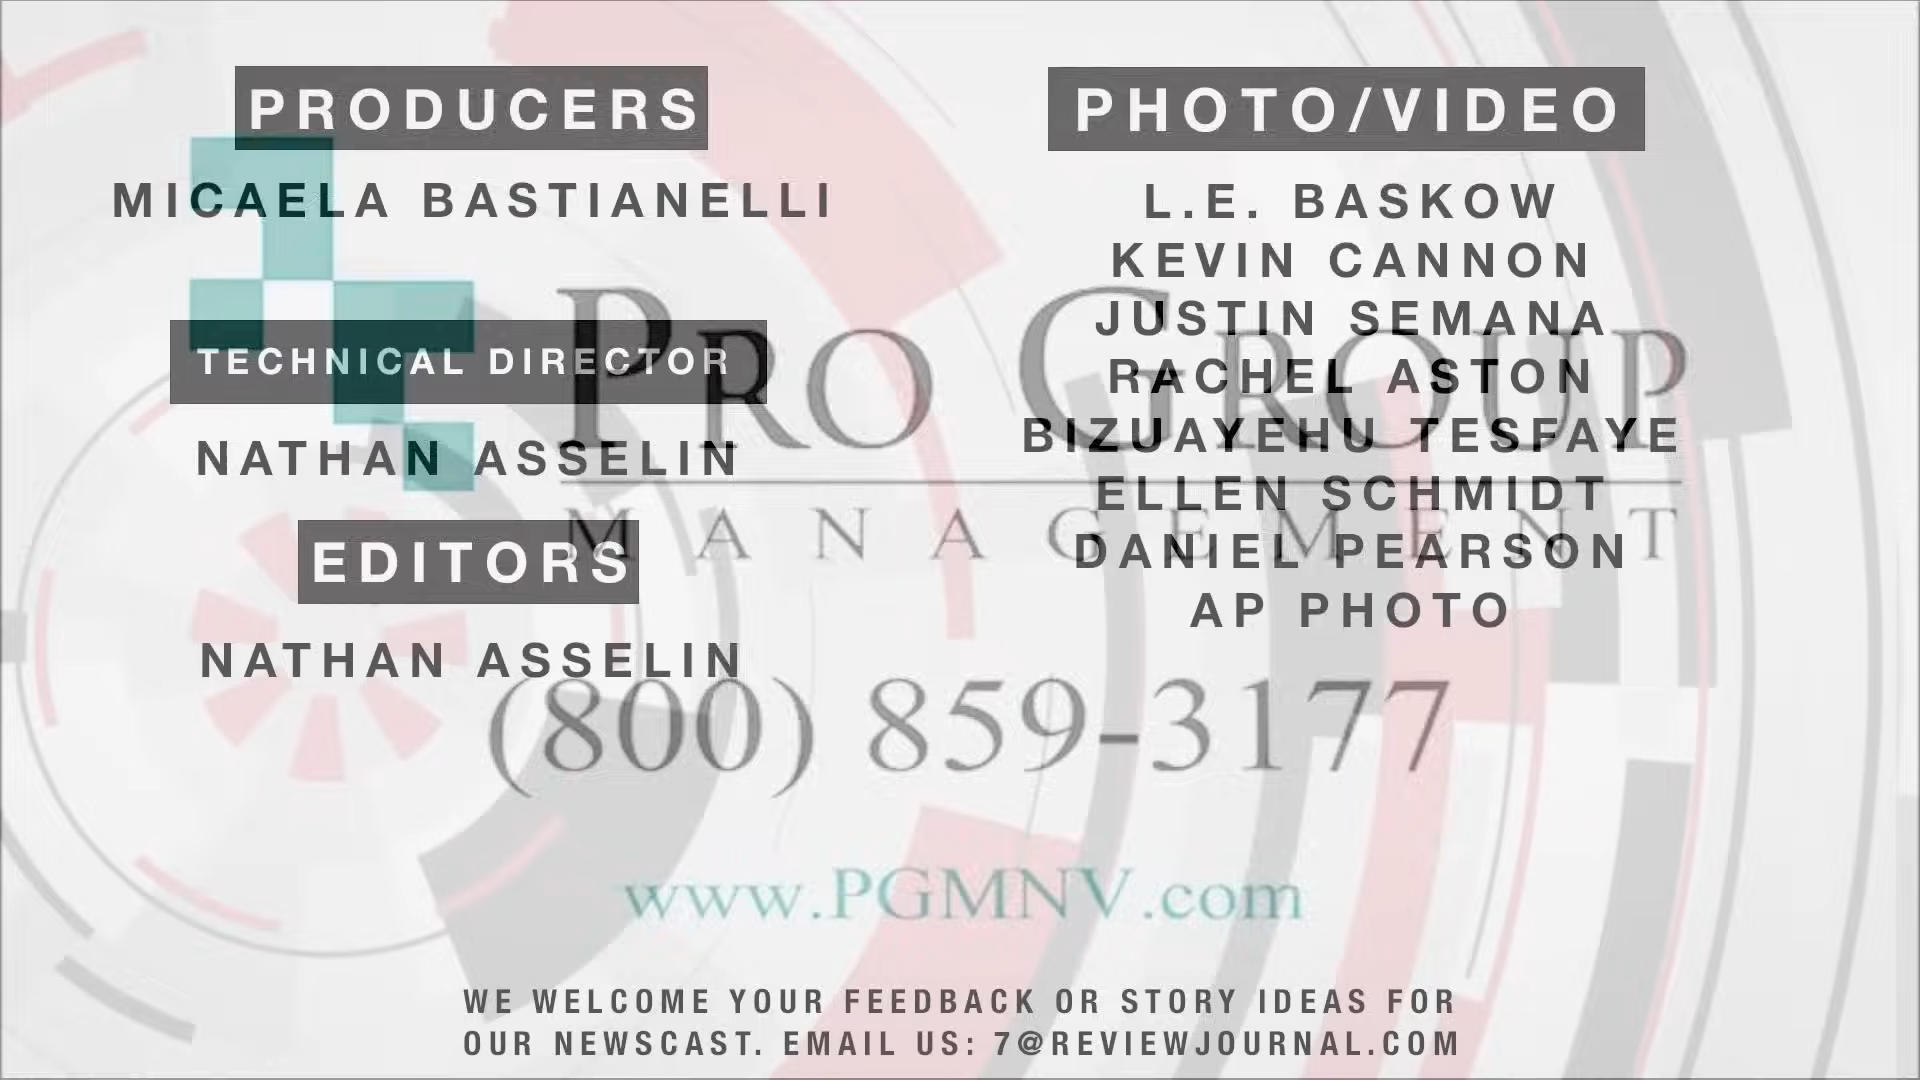 PRODUCERS
MICAELA BASTIANELLI
TECHNICAL DIRECTOR
NATHAN ASSELIN
EDITORS
NATHAN ASSELIN
PHOTO/VIDEO
L.E. BASKOW
KEVIN CANNON
JUSTIN SEMANA
RACHEL ASTON
BIZUAYEHU TESFAYE
ELLEN SCHMIDT
DANIEL PEARSON
AP PHOTO
PRO GROUP
MANAGEMENT
(800) 859-3177
www.PGMNV.com
WE WELCOME YOUR FEEDBACK OR STORY IDEAS FOR
OUR NEWSCAST. EMAIL US: 7@REVIEWJOURNAL.COM